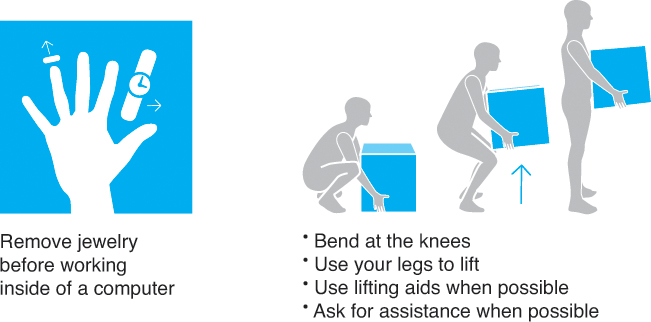 Remove jewelry
before working
inside of a computer
• Bend at the knees
• Use your legs to lift
• Use lifting aids when possible
• Ask for assistance when possible